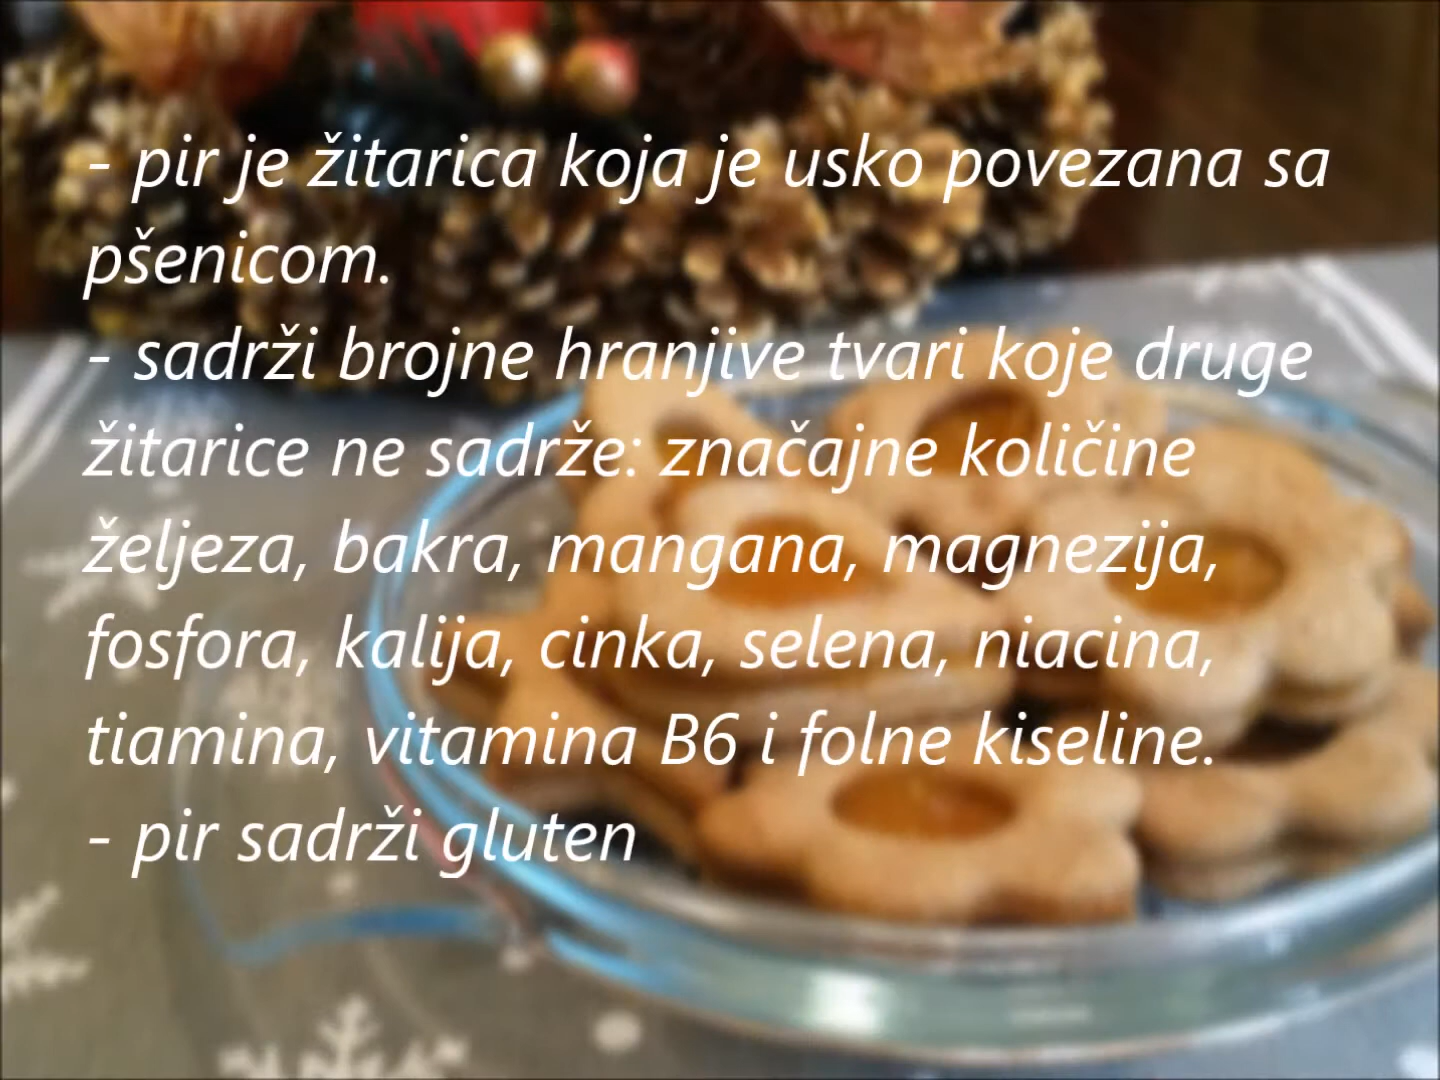 - pir je žitarica koja je usko povezana sa
pšenicom.
- sadrži brojne hranjive tvari koje druge
žitarice ne sadrže: značajne količine
željeza, bakra, mangana, magnezija,
fosfora, kalija, cinka, selena, niacina,
tiamina, vitamina B6 i folne kiseline.
- pir sadrži gluten